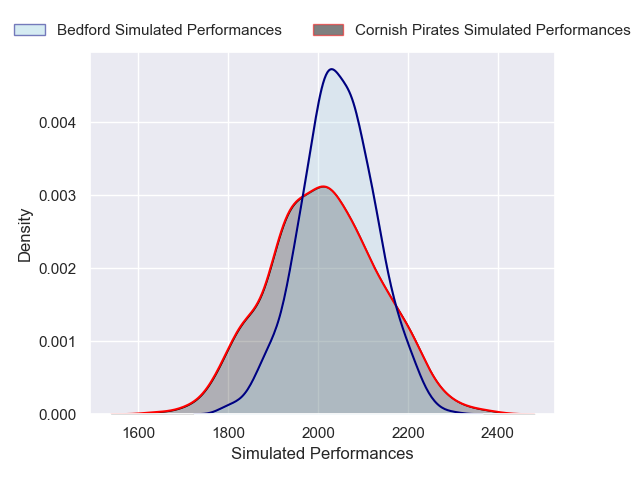 Bedford Simulated Performances
Cornish Pirates Simulated Performances
0.004
0.003
0.002
0.001
0.000
Density
1600 1800 2000 2200 2400
Simulated Performances